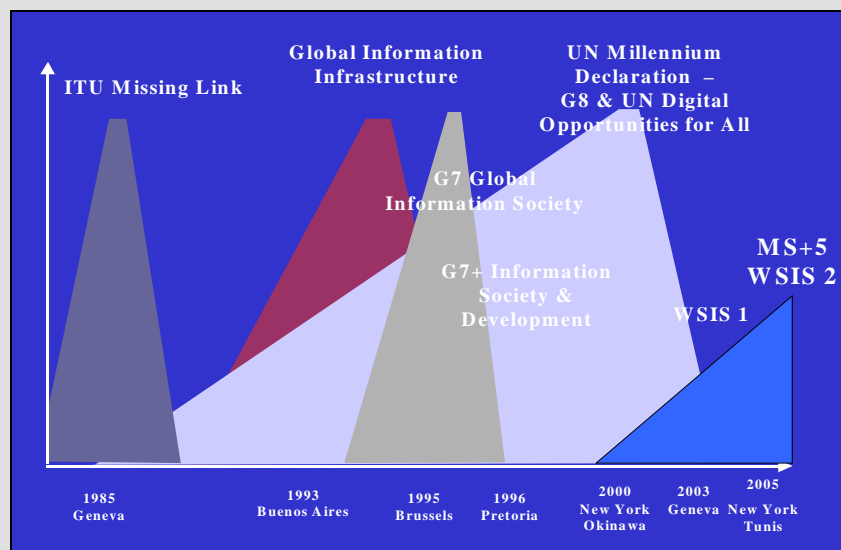 ITU Missing Link
Global Information
Infrastructure
UN Millennium
Declaration –
G8 & UN Digital
Opportunities for All
G7 Global
Information Society
G7+ Information
Society &
Development
MS+5
WSIS 2
WSIS 1
1985
Geneva
1993
Buenos Aires
1995
Brussels
1996
Pretoria
2000
New York
Okinawa
2003
Geneva
2005
New York
Tunis